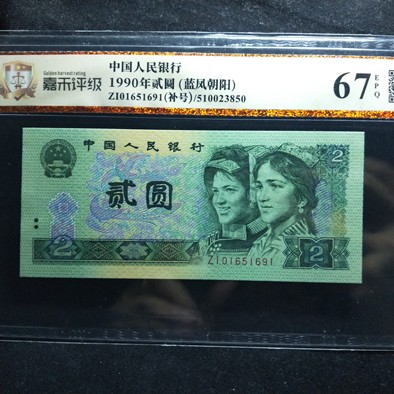 中国人民银行
Golden harvest rating
嘉禾评级
1990年贰圆(蓝凤朝阳)
ZI01651691(补号)/510023850
67 EPQ
中国人民银行
2
贰圆
ZI01651691
2
2